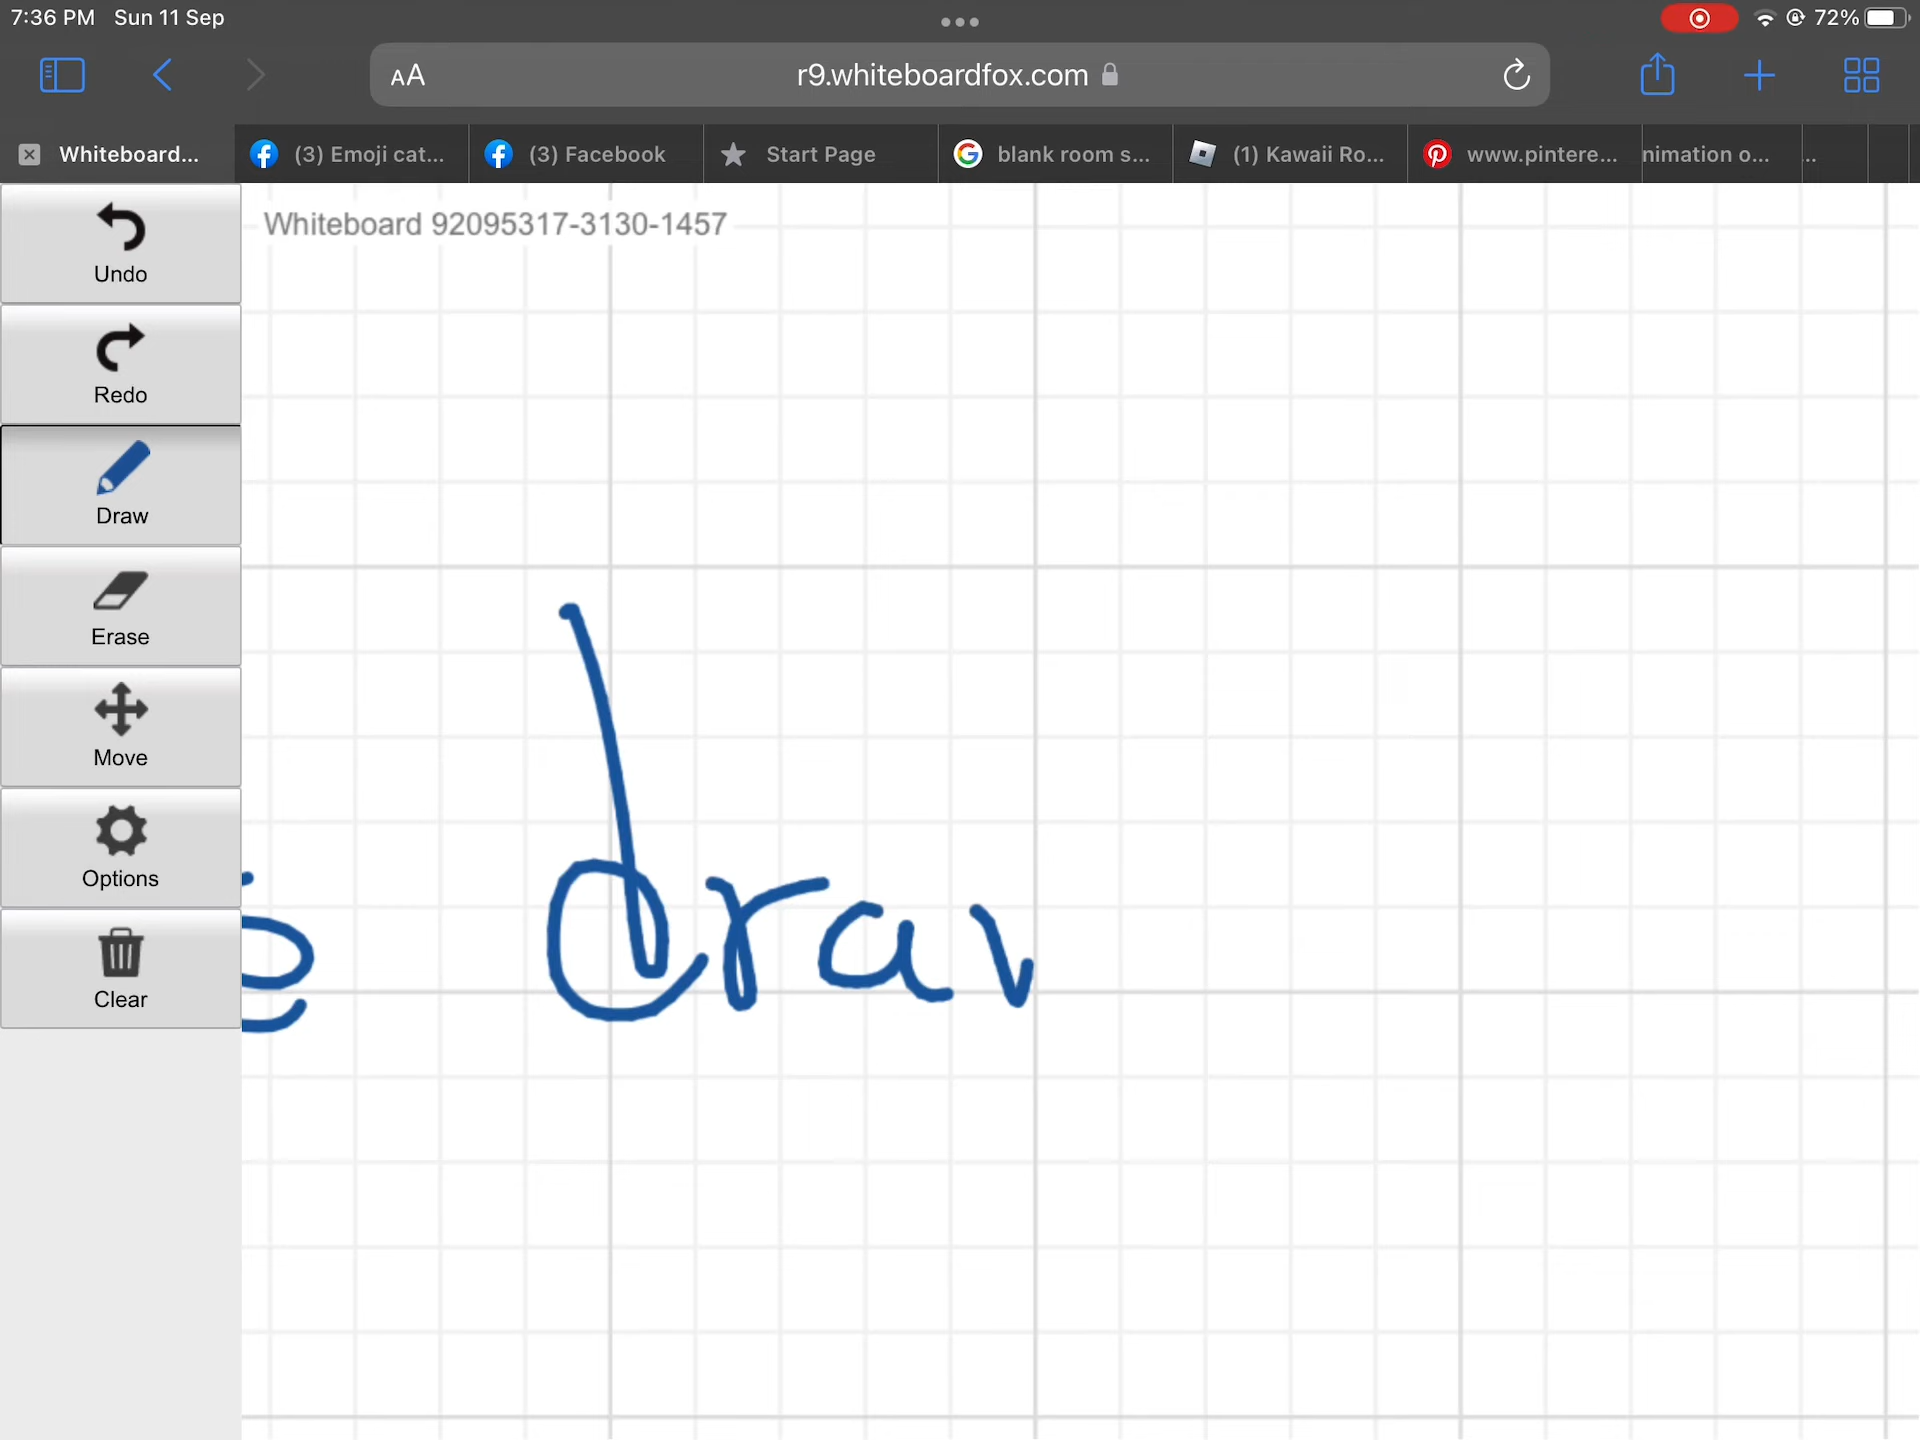 7:36 PM Sun 11 Sep 72%
AA r9.whiteboardfox.com
Whiteboard... (3) Emoji cat... (3) Facebook Start Page blank room s... (1) Kawaii Ro... www.pintere... nimation o... ..
Whiteboard 92095317-3130-1457
Undo
Redo
Draw
Erase
Move
Options
Clear
drav